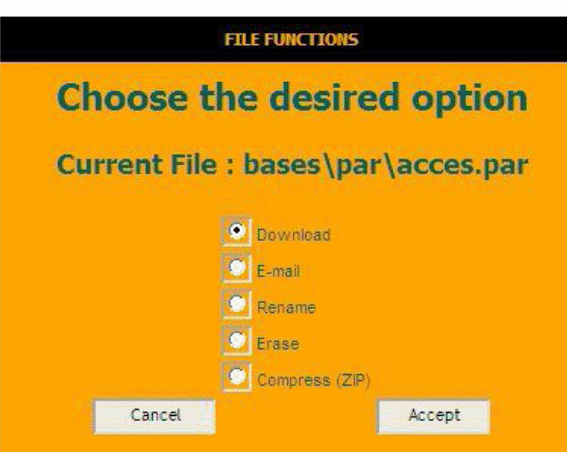 FILE FUNCTIONS
Choose the desired option
Current File : bases\par\acces.par
Download
E-mail
Rename
Erase
Compress (ZIP)
Cancel Accept